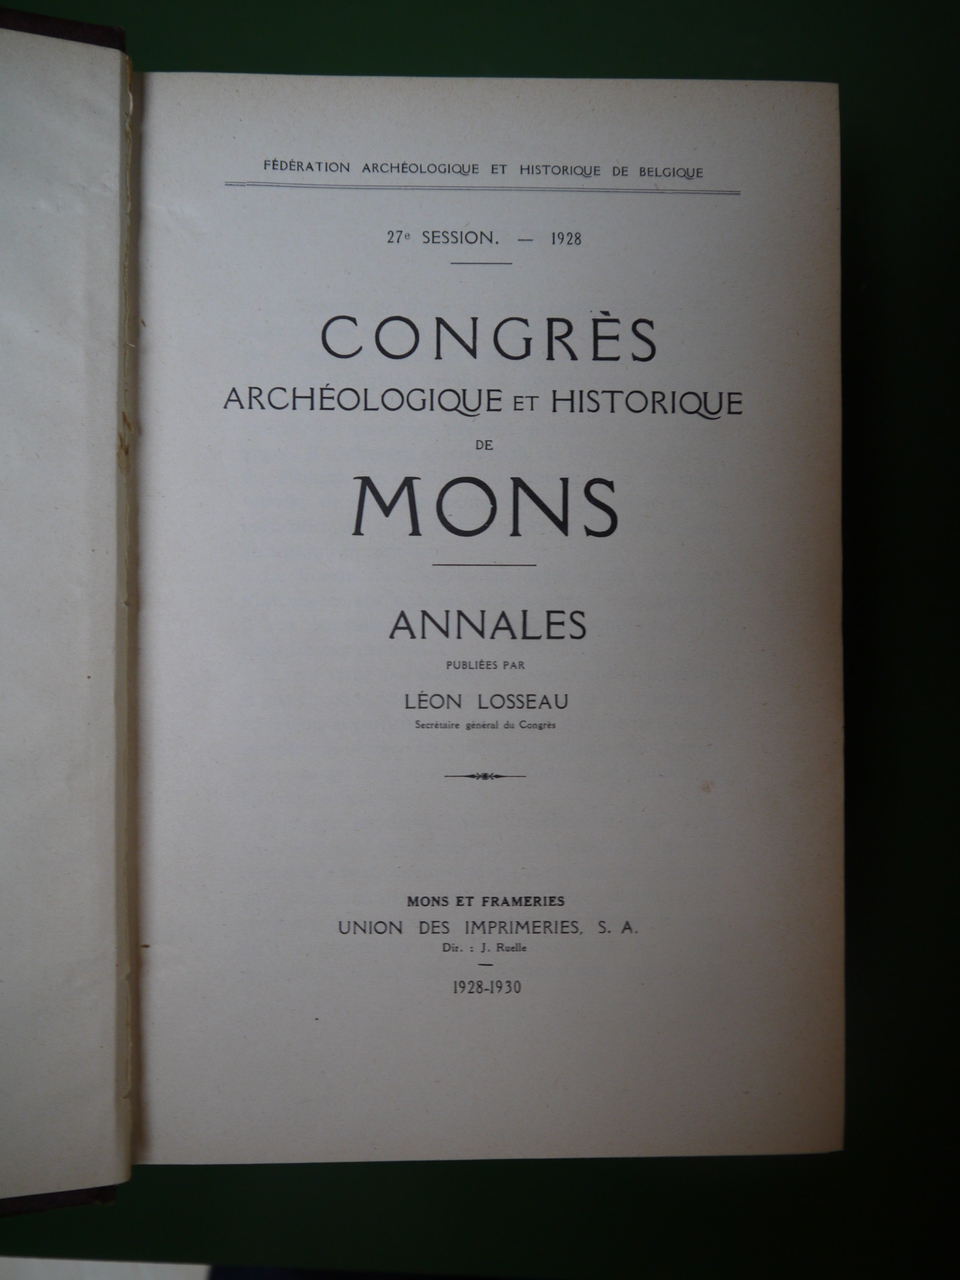 FÉDÉRATION ARCHÉOLOGIQUE ET HISTORIQUE DE BELGIQUE
27e SESSION. — 1928
CONGRÈS
ARCHÉOLOGIQUE ET HISTORIQUE
DE
MONS
ANNALES
PUBLIÉES PAR
LÉON LOSSEAU
Secrétaire général du Congrès
MONS ET FRAMERIES
UNION DES IMPRIMERIES, S. A.
Dir. : J. Ruelle
1928-1930